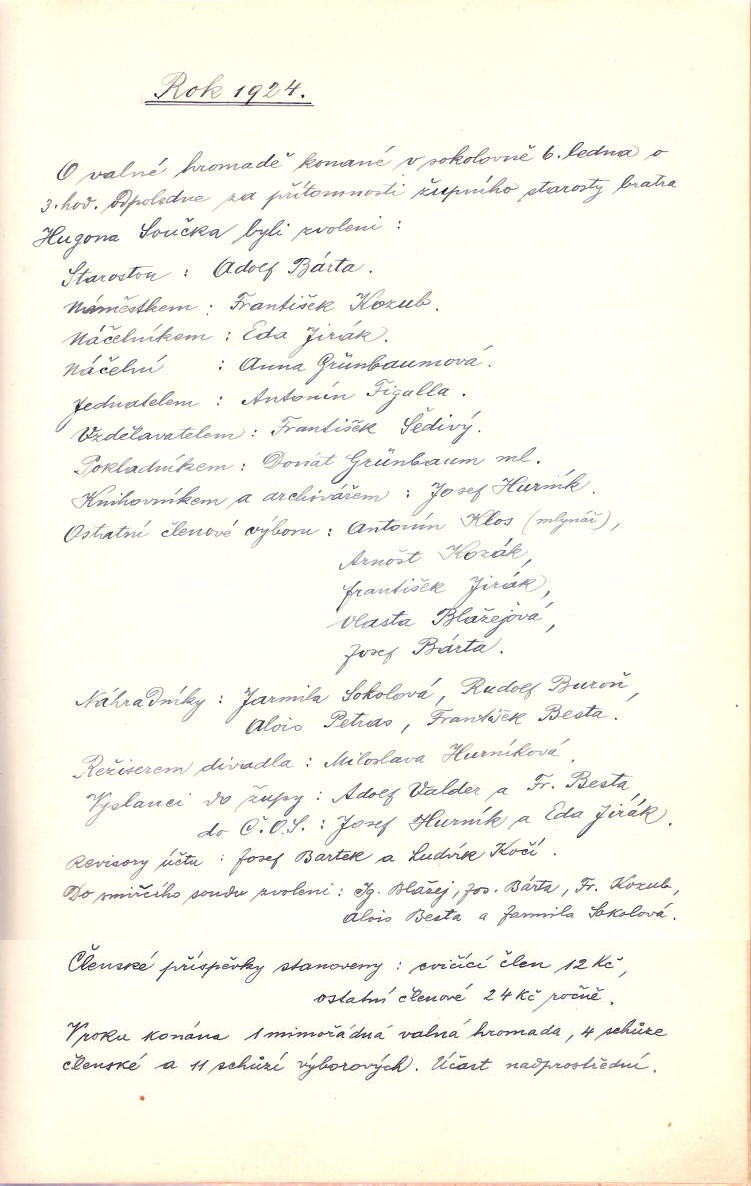 Rok 1924.
O valné hromadě konané v sokolovně 6. ledna o
3. hod. odpoledne za přítomnosti župního starosty bratra
Hugona Součka byli zvoleni :
Starostou : Adolf Bárta.
Náměstkem : František Kozub.
Náčelníkem : Eda Jirák.
Náčelní : Anna Grünbaumová.
Jednatelem : Antonín Figalla.
Vzdělavatelem : František Šedivý.
Pokladníkem : Donát Grünbaum ml.
Knihovníkem a archivářem : Josef Hurník.
Ostatní členové výboru : Antonín Klos (mlynář),
Arnošt Kozák,
František Jirák,
Vlasta Blažejová,
Josef Bárta.
Náhradníky : Jarmila Sokolová, Rudolf Buroň,
Alois Petras, František Besta.
Režiserem divadla : Miloslava Hurníková.
Vyslanci do župy : Adolf Valder a Fr. Besta,
do Č.O.S. : Josef Hurník a Eda Jirák.
Revisory účtu : Josef Bartek a Ludvík Kočí.
Do smírčího soudu zvoleni : Ig. Blažej, Jos. Bárta, Fr. Kozub,
Alois Besta a Jarmila Sokolová.
Členské příspěvky stanoveny : cvičící člen 12 Kč,
ostatní členové 24 Kč ročně.
V roku konána 1 mimořádná valná hromada, 4 schůze
členské a 11 schůzí výborových. Účast nadprostřední.